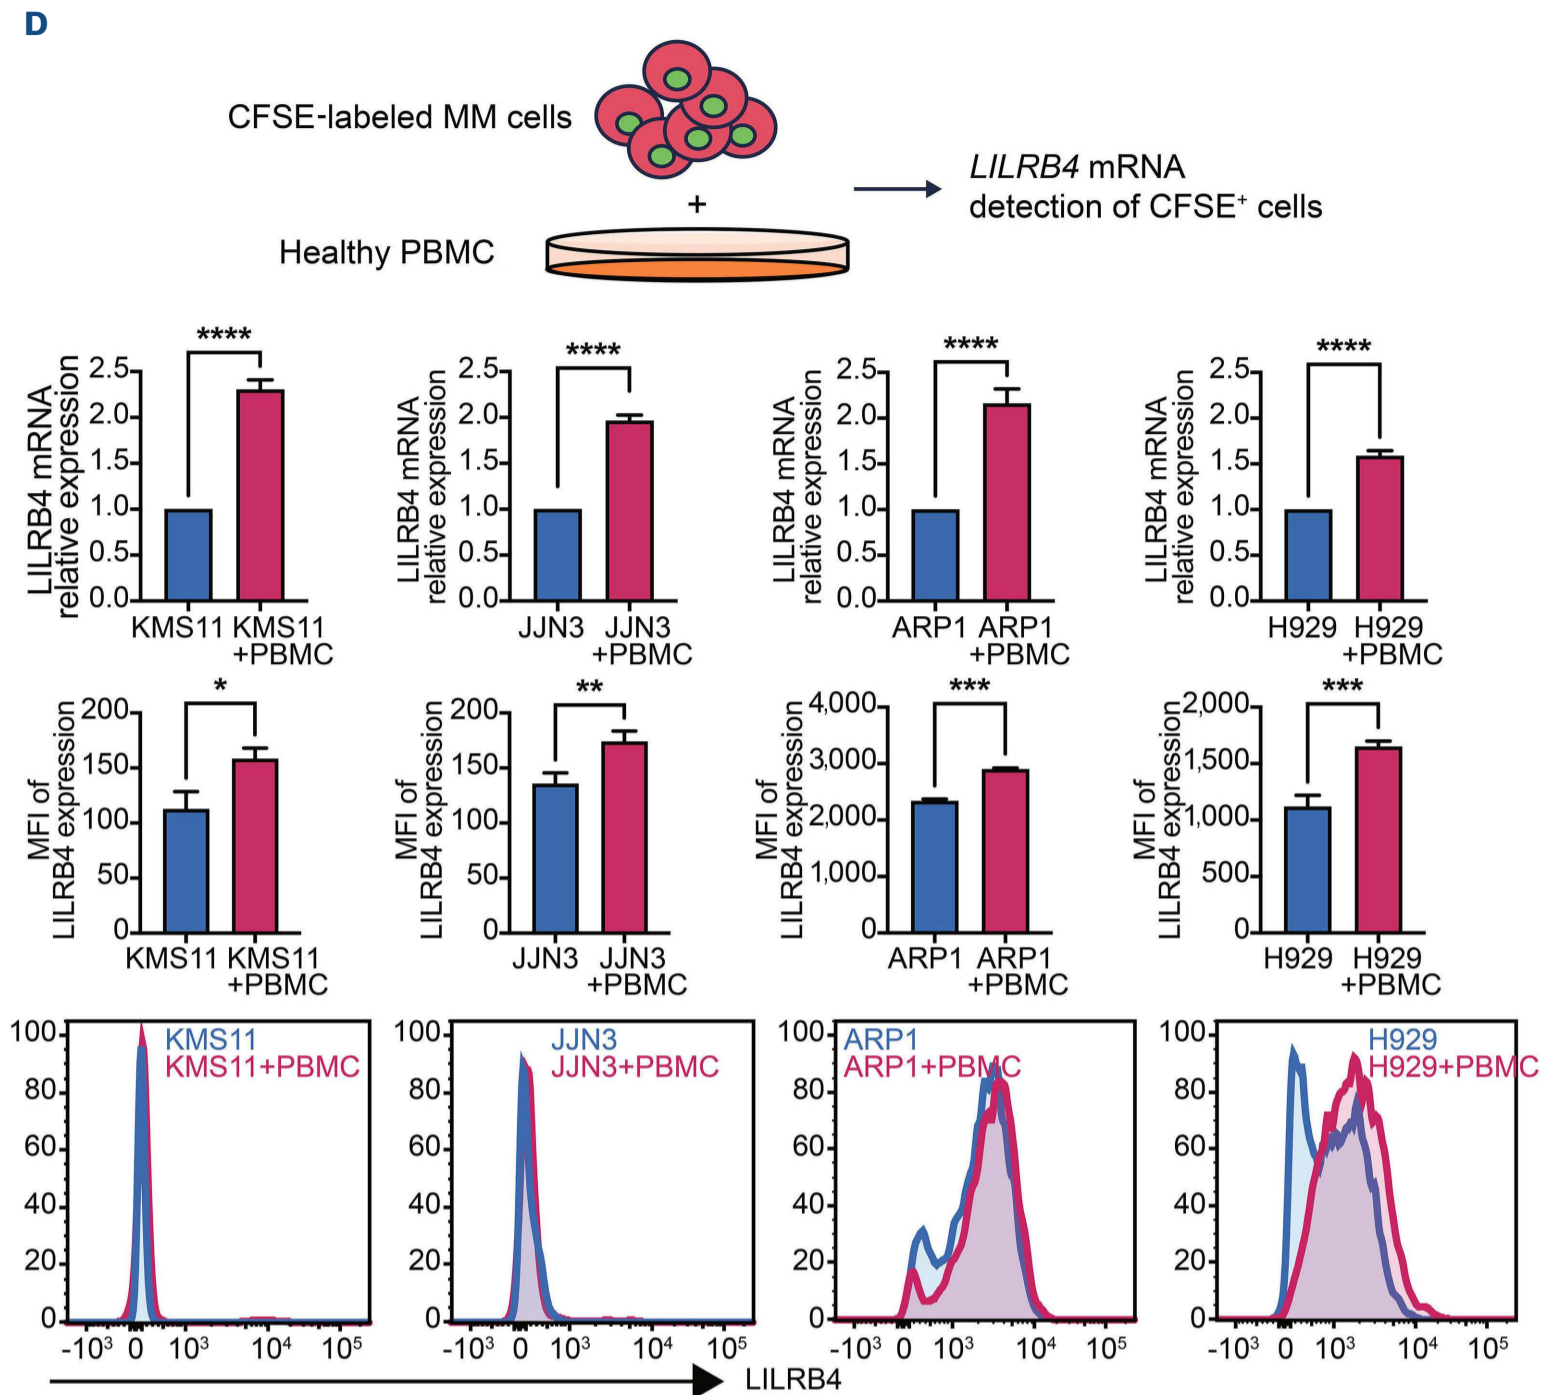 D
CFSE-labeled MM cells
+
Healthy PBMC
LILRB4 mRNA
detection of CFSE⁺ cells
LILRB4 mRNA
relative expression
2.5
2.0
1.5
1.0
0.5
0.0
****
KMS11 KMS11
+PBMC
LILRB4 mRNA
relative expression
2.5
2.0
1.5
1.0
0.5
0.0
****
JJN3 JJN3
+PBMC
LILRB4 mRNA
relative expression
2.5
2.0
1.5
1.0
0.5
0.0
****
ARP1 ARP1
+PBMC
LILRB4 mRNA
relative expression
2.5
2.0
1.5
1.0
0.5
0.0
****
H929 H929
+PBMC
MFI of
LILRB4 expression
200
150
100
50
0
*
KMS11 KMS11
+PBMC
MFI of
LILRB4 expression
200
150
100
50
0
**
JJN3 JJN3
+PBMC
MFI of
LILRB4 expression
4,000
3,000
2,000
1,000
0
***
ARP1 ARP1
+PBMC
MFI of
LILRB4 expression
2,000
1,500
1,000
500
0
***
H929 H929
+PBMC
100
80
60
40
20
0
KMS11
KMS11+PBMC
-10³ 0 10³ 10⁴ 10⁵
100
80
60
40
20
0
JJN3
JJN3+PBMC
-10³ 0 10³ 10⁴ 10⁵
100
80
60
40
20
0
ARP1
ARP1+PBMC
-10³ 0 10³ 10⁴ 10⁵
100
80
60
40
20
0
H929
H929+PBMC
-10³ 0 10³ 10⁴ 10⁵
LILRB4